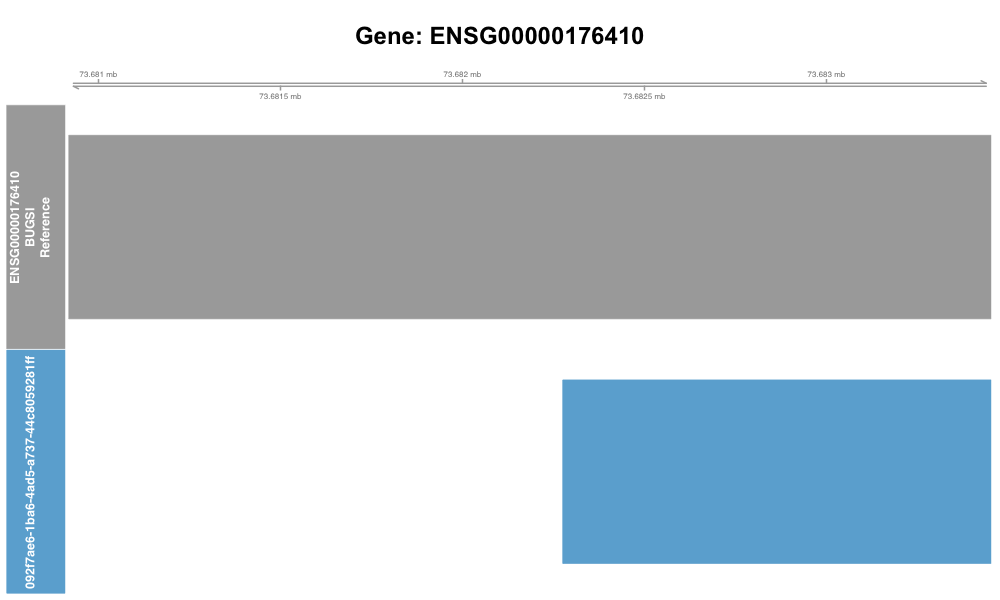 Gene: ENSG00000176410
73.681 mb
73.682 mb
73.683 mb
73.6815 mb
73.6825 mb
ENSG00000176410
BUGSI
Reference
092f7ae6-1ba6-4ad5-a737-44c8059281ff